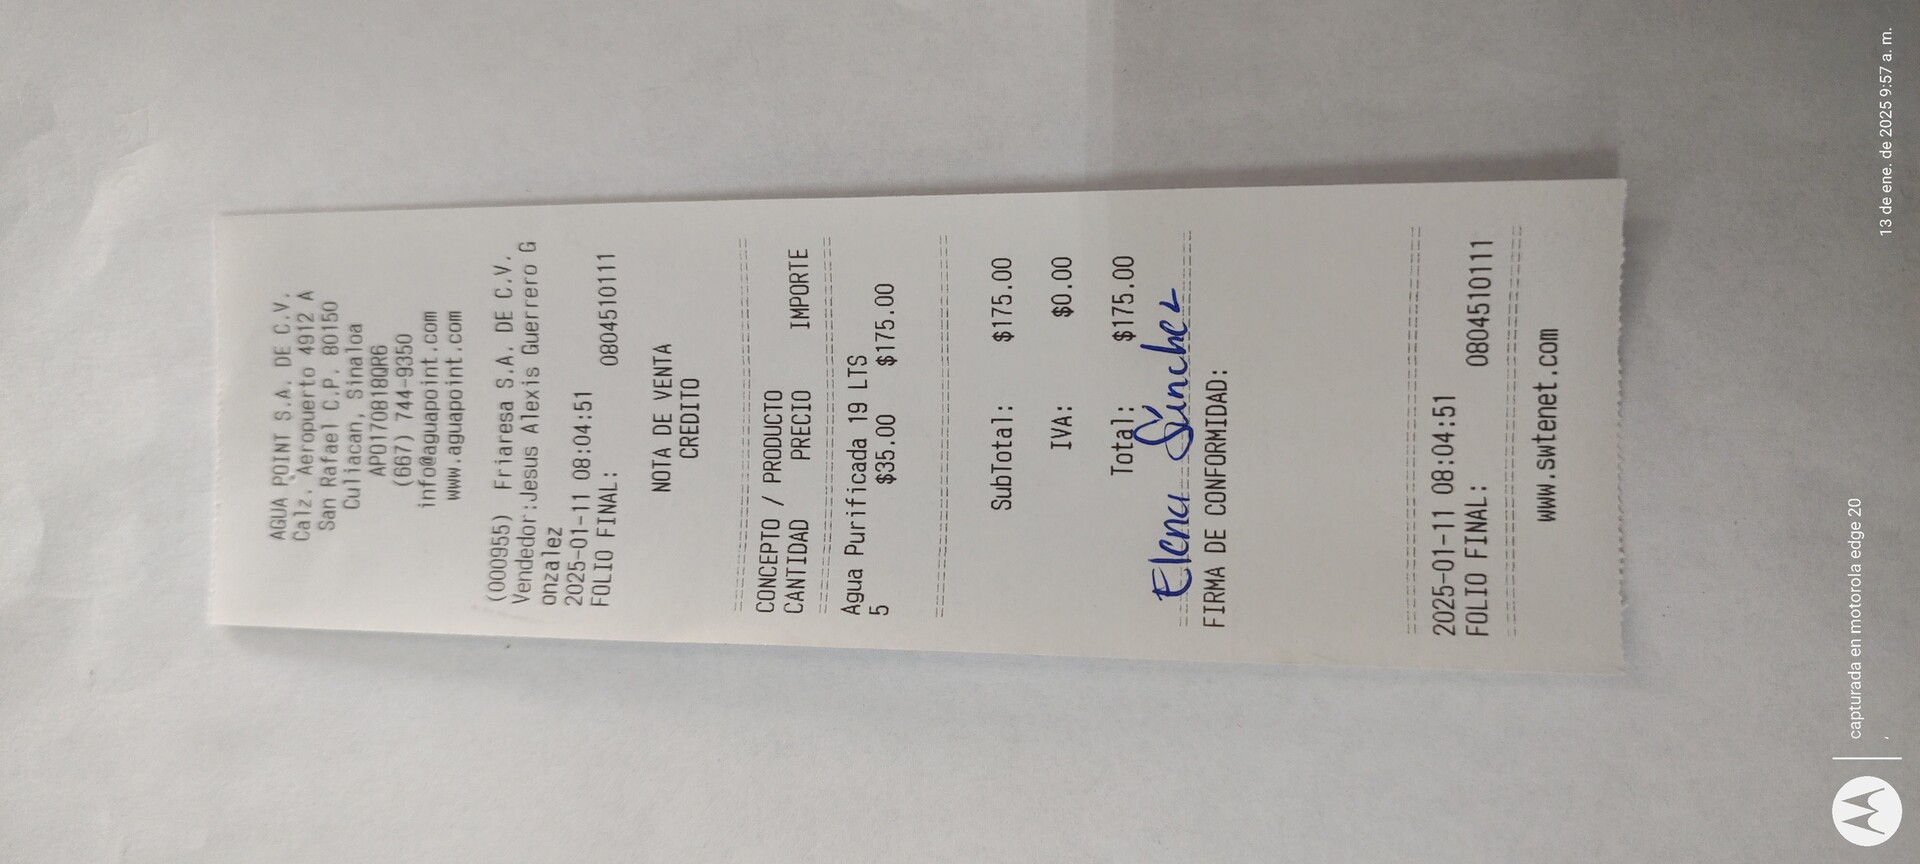 AGUA POINT S.A. DE C.V.
Calz. Aeropuerto 4912 A
San Rafael C.P. 80150
Culiacan, Sinaloa
APO170818QR6
(667) 744-9350
info@aguapoint.com
www.aguapoint.com
(000955) Friaresa S.A. DE C.V.
Vendedor:Jesus Alexis Guerrero G
onzalez
2025-01-11 08:04:51
FOLIO FINAL: 0804510111
NOTA DE VENTA
CREDITO
CONCEPTO / PRODUCTO
CANTIDAD PRECIO IMPORTE
Agua Purificada 19 LTS
5 $35.00 $175.00
SubTotal: $175.00
IVA: $0.00
Total: $175.00
Elena Sánchez
FIRMA DE CONFORMIDAD:
2025-01-11 08:04:51
FOLIO FINAL: 0804510111
www.swtenet.com
capturada en motorola edge 20
13 de ene. de 2025 9:57 a. m.